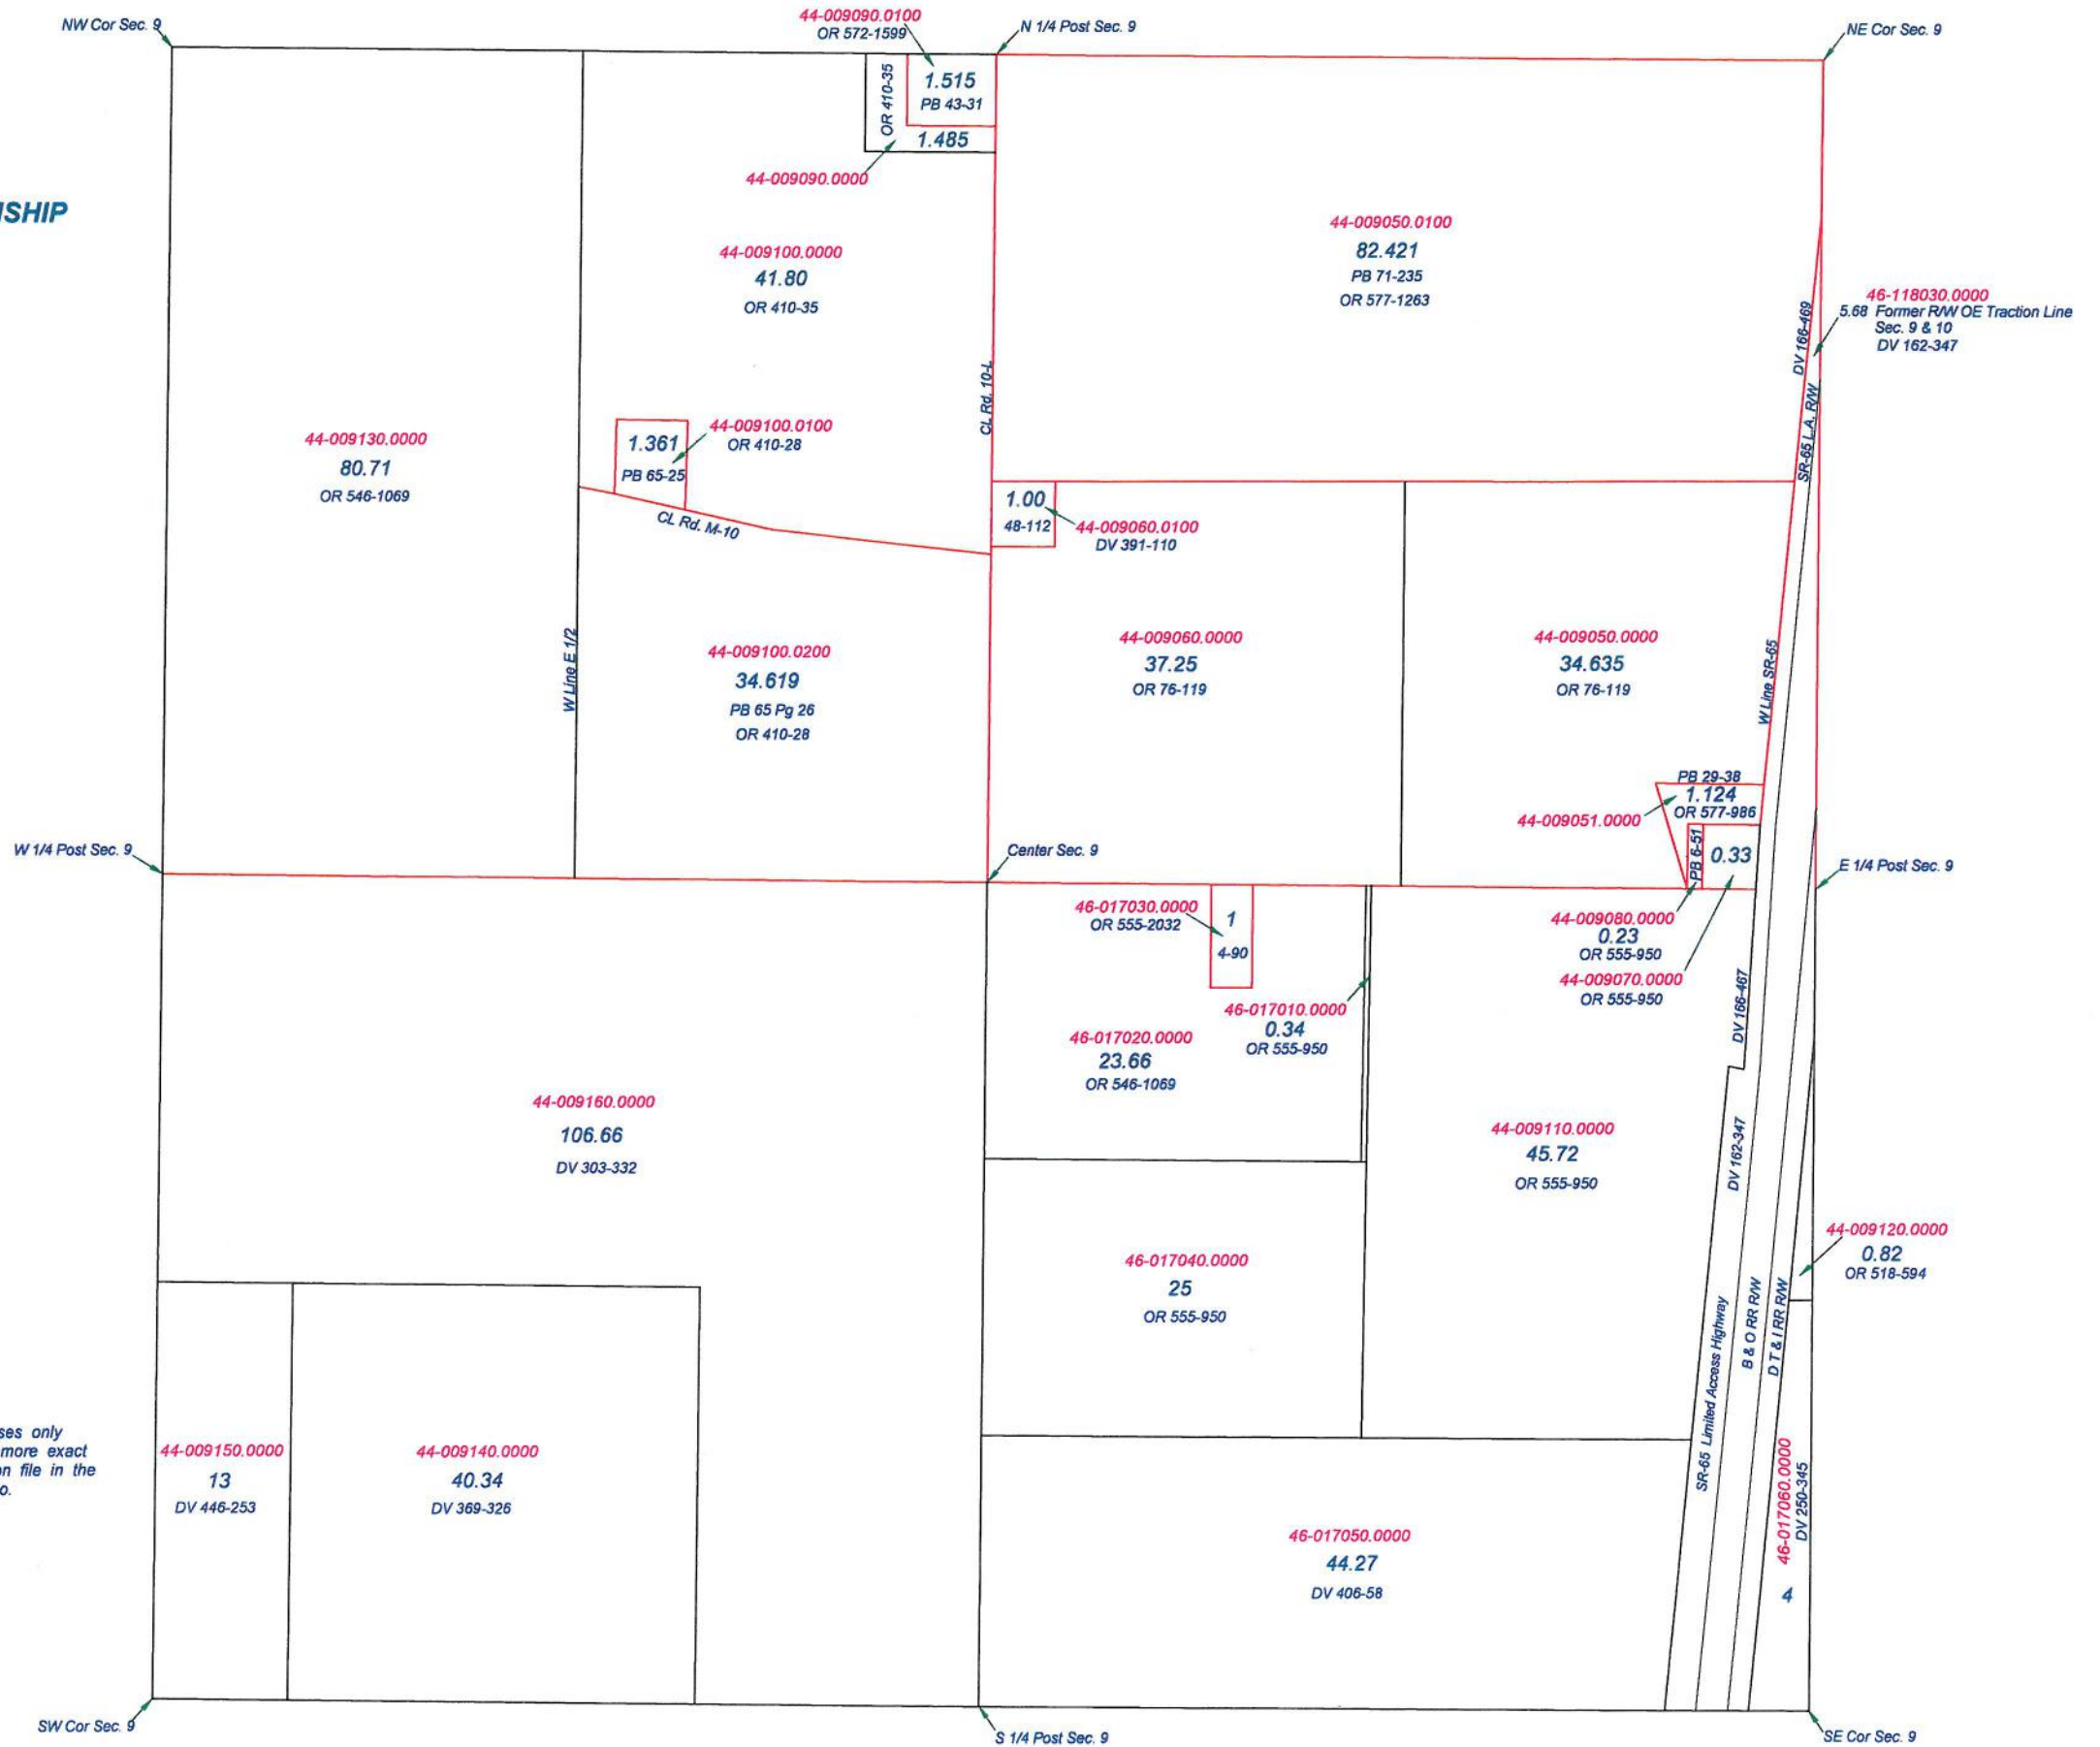 NW Cor Sec. 9
44-009090.0100
OR 572-1599
N 1/4 Post Sec. 9
NE Cor Sec. 9
OR 410-35
1.515
PB 43-31
1.485
44-009090.0000
44-009100.0000
41.80
OR 410-35
44-009050.0100
82.421
PB 71-235
OR 577-1263
DV 166-469
46-118030.0000
5.68 Former R/W OE Traction Line
Sec. 9 & 10
DV 162-347
SR-65 L.A. R/W
CL Rd. 10-L
44-009130.0000
80.71
OR 546-1069
1.361
PB 65-25
44-009100.0100
OR 410-28
CL Rd. M-10
1.00
48-112
44-009060.0100
DV 391-110
W Line E 1/2
44-009100.0200
34.619
PB 65 Pg 26
OR 410-28
44-009060.0000
37.25
OR 76-119
44-009050.0000
34.635
OR 76-119
W Line SR-65
PB 29-38
1.124
OR 577-986
44-009051.0000
PB 6-51
0.33
W 1/4 Post Sec. 9
Center Sec. 9
E 1/4 Post Sec. 9
46-017030.0000
OR 555-2032
1
4-90
44-009080.0000
0.23
OR 555-950
44-009070.0000
OR 555-950
DV 166-467
46-017010.0000
0.34
OR 555-950
46-017020.0000
23.66
OR 546-1069
44-009160.0000
106.66
DV 303-332
44-009110.0000
45.72
OR 555-950
DV 162-347
44-009120.0000
0.82
OR 518-594
46-017040.0000
25
OR 555-950
SR-65 Limited Access Highway
B & O RR R/W
D T & I RR R/W
44-009150.0000
13
DV 446-253
44-009140.0000
40.34
DV 369-326
46-017050.0000
44.27
DV 406-58
46-017060.0000
DV 250-345
4
SW Cor Sec. 9
S 1/4 Post Sec. 9
SE Cor Sec. 9
only
more exact
file in the